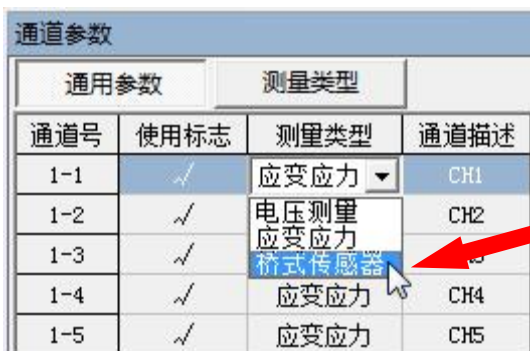 通道参数
通用参数 测量类型
通道号 使用标志 测量类型 通道描述
1-1 √ 应变应力 CH1
1-2 √ 电压测量 CH2
应变应力
1-3 √ 桥式传感器
1-4 √ 应变应力 CH4
1-5 √ 应变应力 CH5